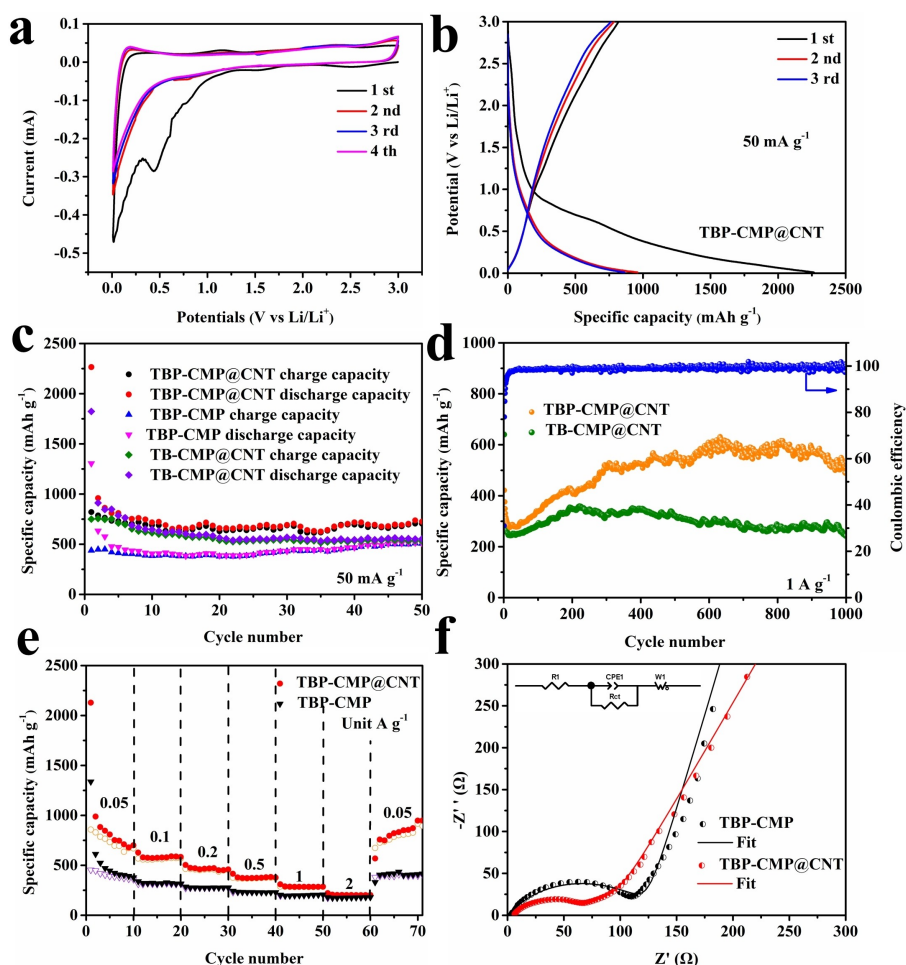 a
0.1
0.0
-0.1
-0.2
-0.3
-0.4
-0.5
Current (mA)
1 st
2 nd
3 rd
4 th
0.0 0.5 1.0 1.5 2.0 2.5 3.0
Potentials (V vs Li/Li⁺)
b
3.0
2.5
2.0
1.5
1.0
0.5
0.0
Potential (V vs Li/Li⁺)
1 st
2 nd
3 rd
50 mA g⁻¹
TBP-CMP@CNT
0 500 1000 1500 2000 2500
Specific capacity (mAh g⁻¹)
c
2500
2000
1500
1000
500
0
Specific capacity (mAh g⁻¹)
TBP-CMP@CNT charge capacity
TBP-CMP@CNT discharge capacity
TBP-CMP charge capacity
TBP-CMP discharge capacity
TB-CMP@CNT charge capacity
TB-CMP@CNT discharge capacity
50 mA g⁻¹
0 10 20 30 40 50
Cycle number
d
1000
900
800
700
600
500
400
300
200
100
0
Specific capacity (mAh g⁻¹)
TBP-CMP@CNT
TB-CMP@CNT
1 A g⁻¹
100
80
60
40
20
0
Coulombic efficiency
0 200 400 600 800 1000
Cycle number
e
2500
2000
1500
1000
500
0
Specific capacity (mAh g⁻¹)
TBP-CMP@CNT
TBP-CMP
Unit A g⁻¹
0.05
0.1
0.2
0.5
1
2
0.05
0 10 20 30 40 50 60 70
Cycle number
f
300
250
200
150
100
50
0
-Z'' (Ω)
R1 CPE1 W1
Rct
TBP-CMP
Fit
TBP-CMP@CNT
Fit
0 50 100 150 200 250 300
Z' (Ω)